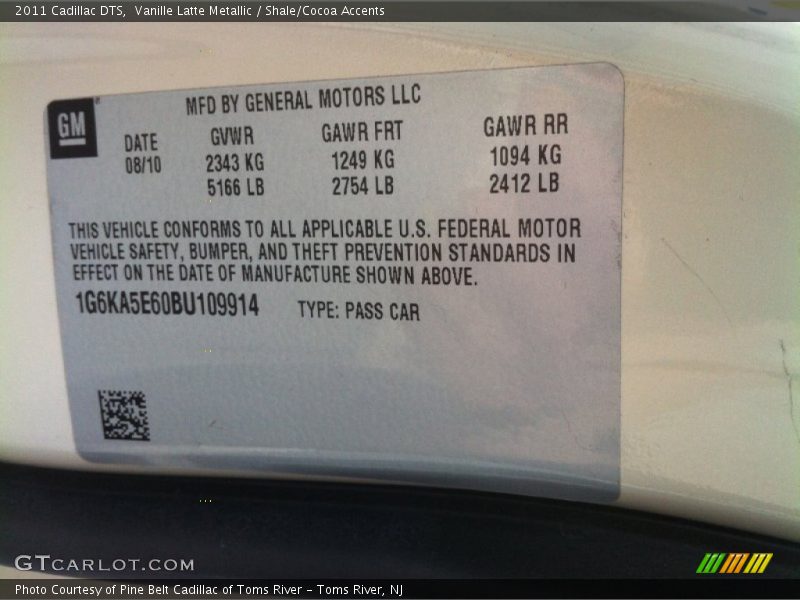 2011 Cadillac DTS,  Vanille Latte Metallic / Shale/Cocoa Accents
MFD BY GENERAL MOTORS LLC
GM
DATE GVWR GAWR FRT GAWR RR
08/10 2343 KG 1249 KG 1094 KG
5166 LB 2754 LB 2412 LB
THIS VEHICLE CONFORMS TO ALL APPLICABLE U.S. FEDERAL MOTOR
VEHICLE SAFETY, BUMPER, AND THEFT PREVENTION STANDARDS IN
EFFECT ON THE DATE OF MANUFACTURE SHOWN ABOVE.
1G6KA5E60BU109914 TYPE: PASS CAR
GTCARLOT.COM
Photo Courtesy of Pine Belt Cadillac of Toms River – Toms River, NJ